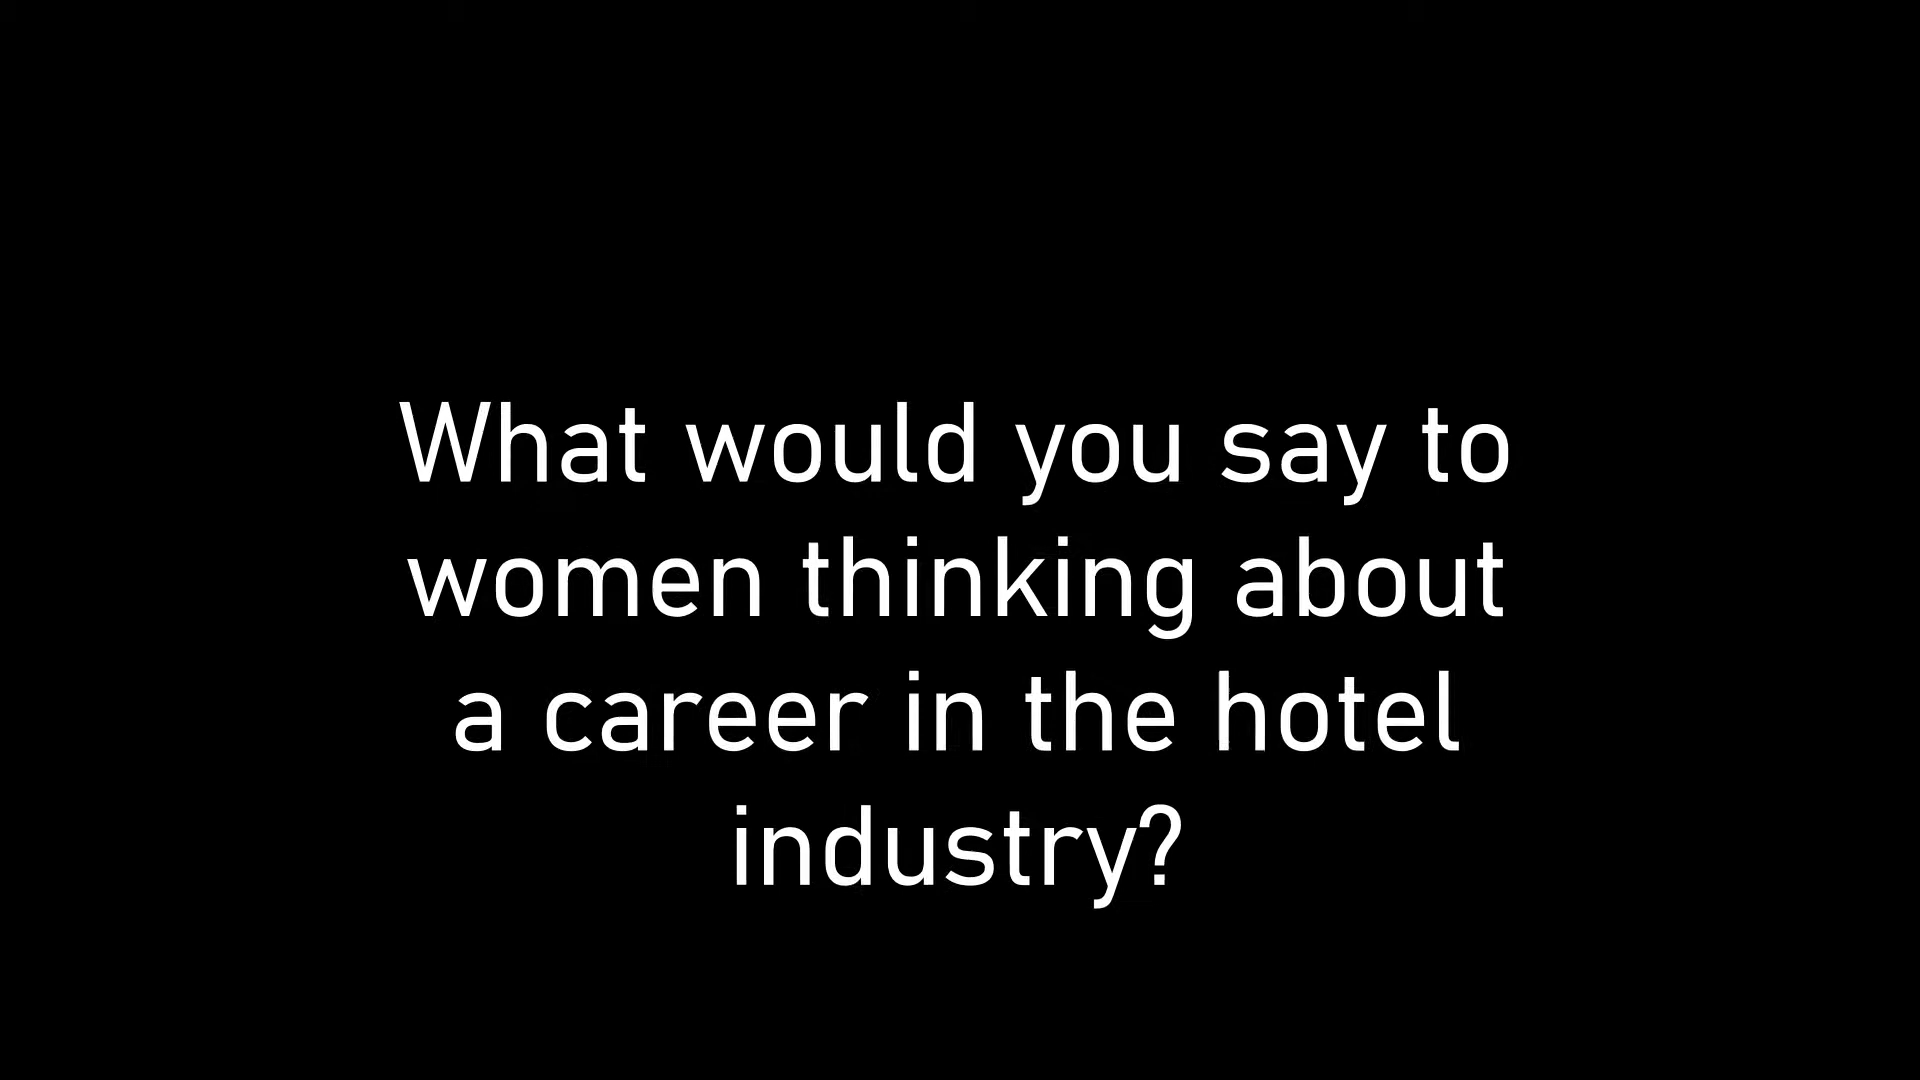 What would you say to
women thinking about
a career in the hotel
industry?